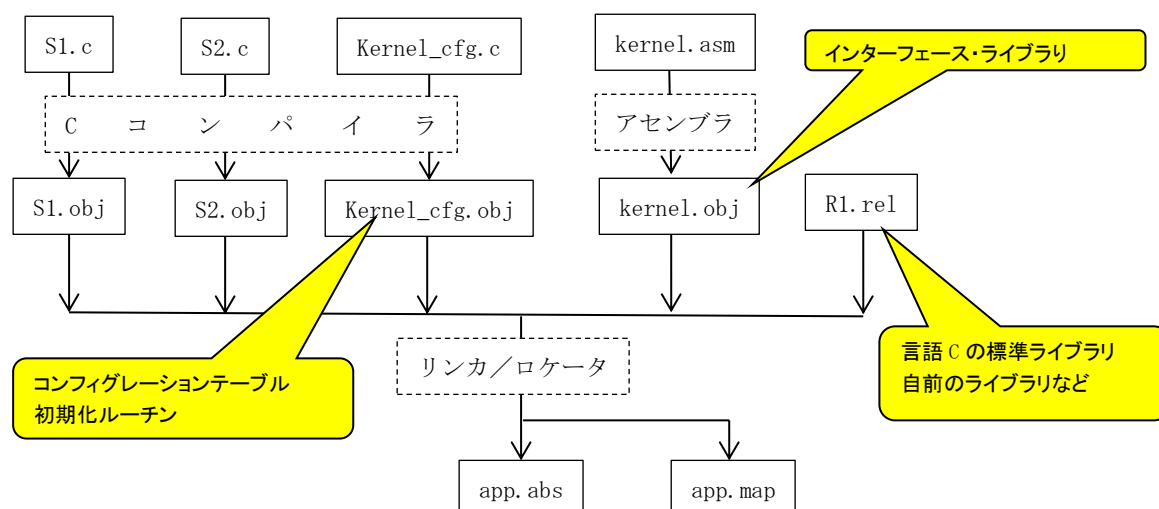 S1.c
S2.c
Kernel_cfg.c
kernel.asm
インターフェース・ライブラり
C コ ン パ イ ラ
アセンブラ
S1.obj
S2.obj
Kernel_cfg.obj
kernel.obj
R1.rel
リンカ／ロケータ
コンフィグレーションテーブル
初期化ルーチン
言語 C の標準ライブラリ
自前のライブラリなど
app.abs
app.map